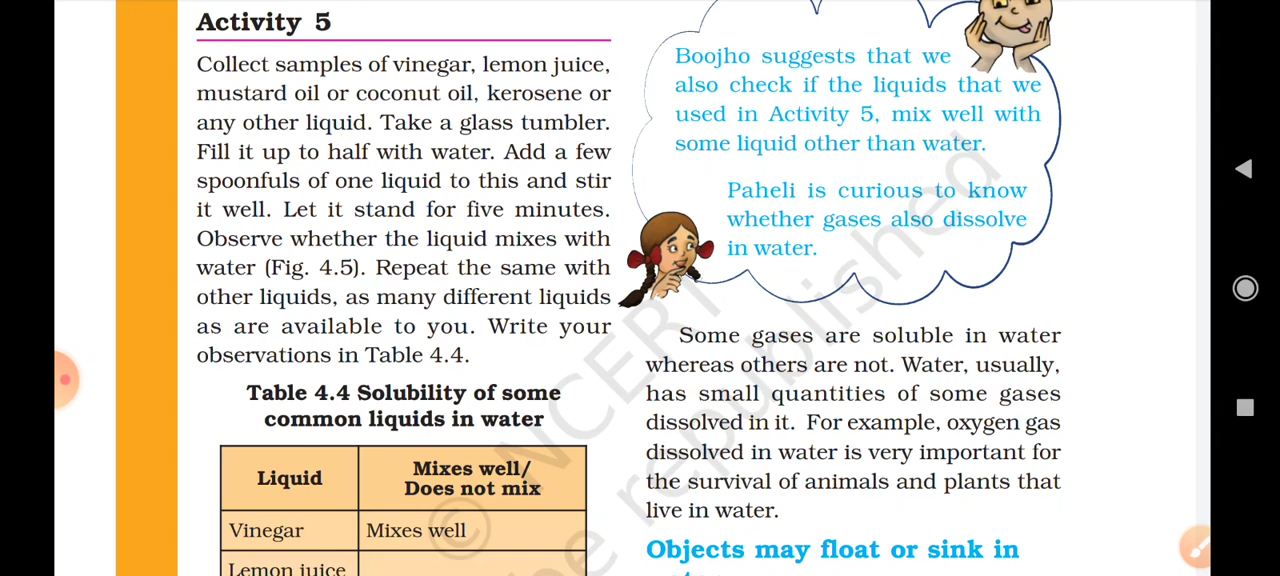 Activity 5
Collect samples of vinegar, lemon juice,
mustard oil or coconut oil, kerosene or
any other liquid. Take a glass tumbler.
Fill it up to half with water. Add a few
spoonfuls of one liquid to this and stir
it well. Let it stand for five minutes.
Observe whether the liquid mixes with
water (Fig. 4.5). Repeat the same with
other liquids, as many different liquids
as are available to you. Write your
observations in Table 4.4.
Table 4.4 Solubility of some
common liquids in water
Liquid
Mixes well/
Does not mix
Vinegar
Mixes well
Lemon juice
Boojho suggests that we
also check if the liquids that we
used in Activity 5, mix well with
some liquid other than water.
Paheli is curious to know
whether gases also dissolve
in water.
Some gases are soluble in water
whereas others are not. Water, usually,
has small quantities of some gases
dissolved in it. For example, oxygen gas
dissolved in water is very important for
the survival of animals and plants that
live in water.
Objects may float or sink in
© NCERT
be republished